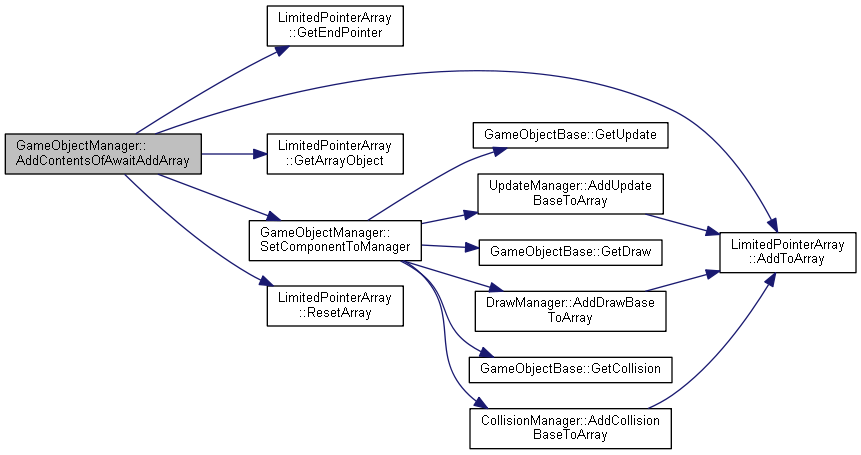 LimitedPointerArray
::GetEndPointer
GameObjectManager::
AddContentsOfAwaitAddArray
LimitedPointerArray
::GetArrayObject
GameObjectManager::
SetComponentToManager
LimitedPointerArray
::ResetArray
GameObjectBase::GetUpdate
UpdateManager::AddUpdate
BaseToArray
GameObjectBase::GetDraw
DrawManager::AddDrawBase
ToArray
GameObjectBase::GetCollision
CollisionManager::AddCollision
BaseToArray
LimitedPointerArray
::AddToArray